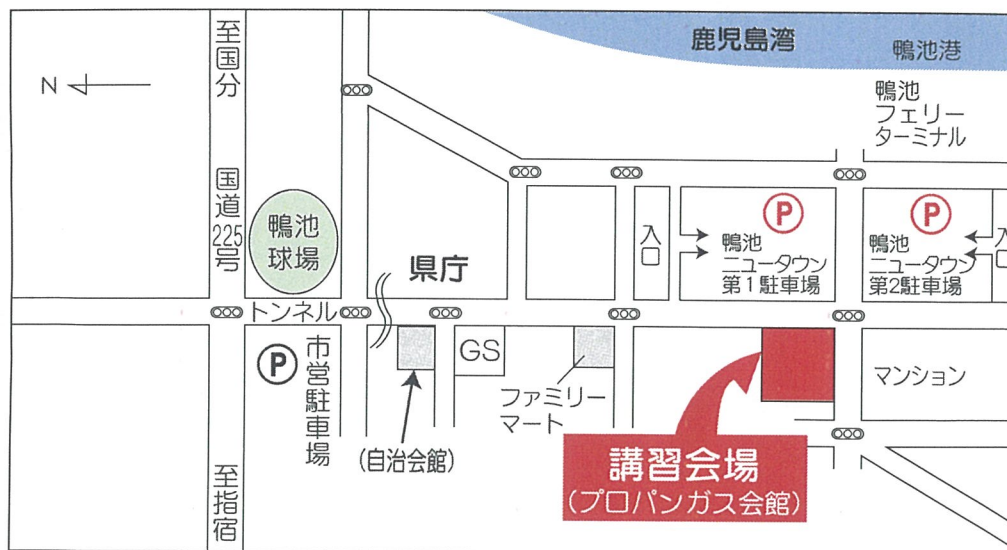 至国分
国道225号
至指宿
N
鹿児島湾
鴨池港
鴨池
フェリー
ターミナル
鴨池
球場
県庁
入口
P
鴨池
ニュータウン
第1駐車場
P
鴨池
ニュータウン
第2駐車場
入口
トンネル
P
市営駐車場
(自治会館)
GS
ファミリー
マート
マンション
講習会場
(プロパンガス会館)